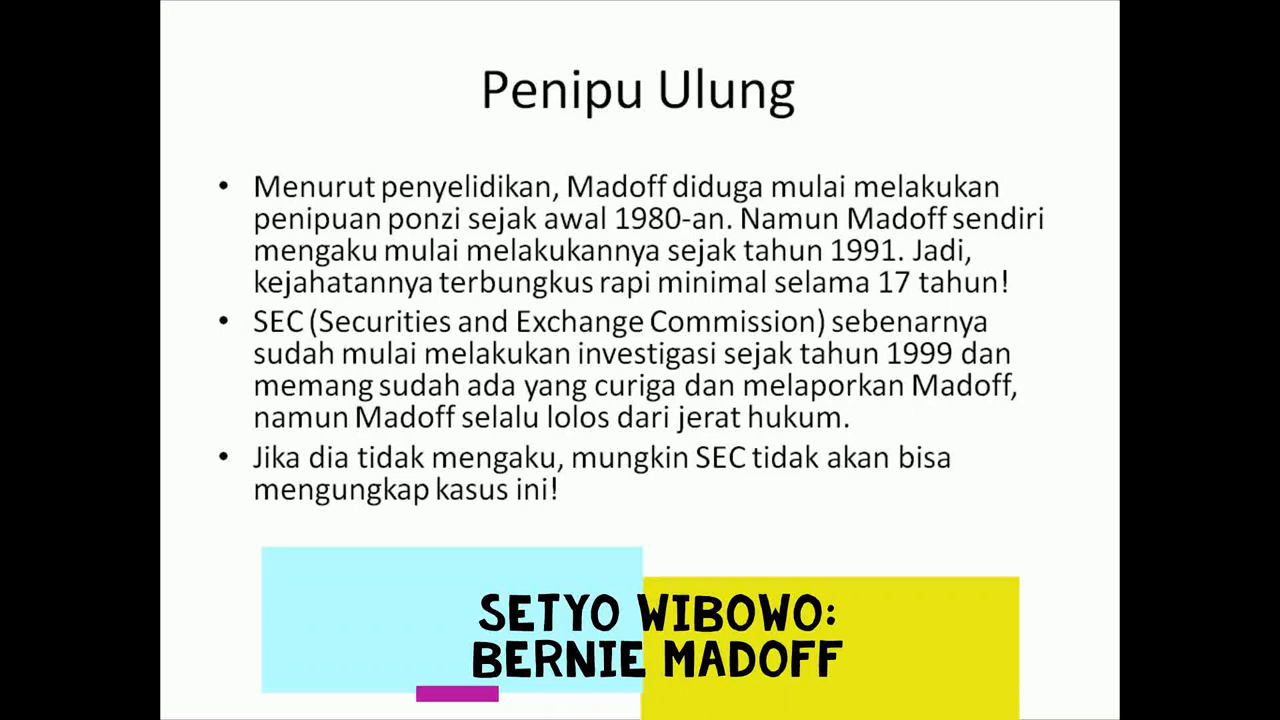 Penipu Ulung
• Menurut penyelidikan, Madoff diduga mulai melakukan
penipuan ponzi sejak awal 1980-an. Namun Madoff sendiri
mengaku mulai melakukannya sejak tahun 1991. Jadi,
kejahatannya terbungkus rapi minimal selama 17 tahun!
• SEC (Securities and Exchange Commission) sebenarnya
sudah mulai melakukan investigasi sejak tahun 1999 dan
memang sudah ada yang curiga dan melaporkan Madoff,
namun Madoff selalu lolos dari jerat hukum.
• Jika dia tidak mengaku, mungkin SEC tidak akan bisa
mengungkap kasus ini!
SETYO WIBOWO:
BERNIE MADOFF